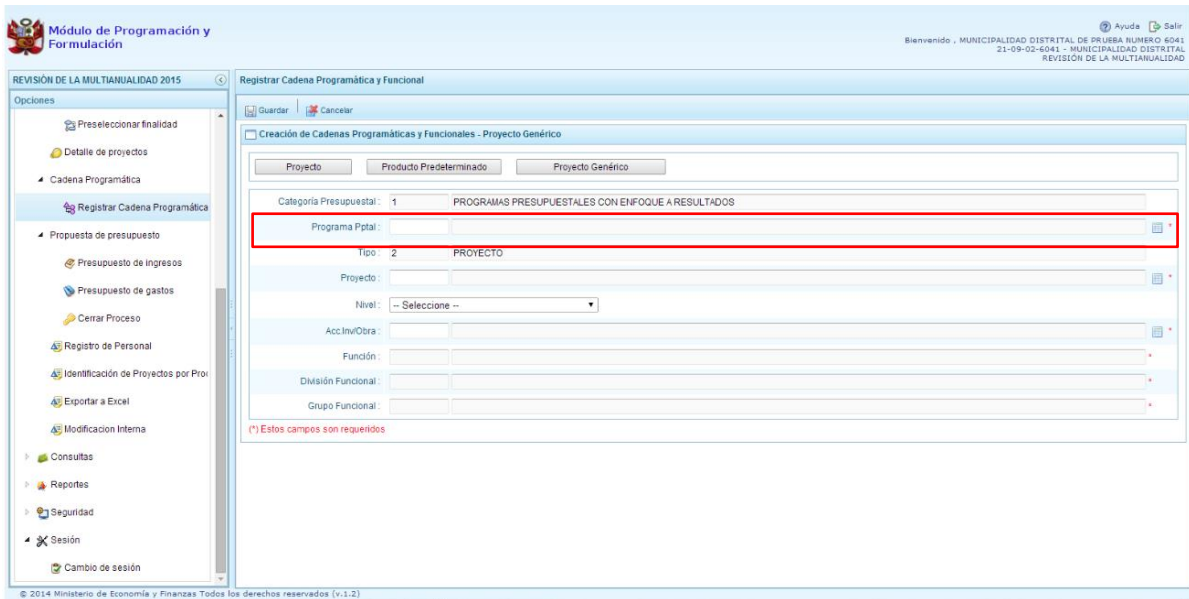 Módulo de Programación y
Formulación
Ayuda Salir
Bienvenido , MUNICIPALIDAD DISTRITAL DE PRUEBA NUMERO 6041
21-09-02-6041 - MUNICIPALIDAD DISTRITAL
REVISIÓN DE LA MULTIANUALIDAD
REVISIÓN DE LA MULTIANUALIDAD 2015
Opciones
Preseleccionar finalidad
Detalle de proyectos
Cadena Programática
Registrar Cadena Programática
Propuesta de presupuesto
Presupuesto de ingresos
Presupuesto de gastos
Cerrar Proceso
Registro de Personal
Identificación de Proyectos por Pro
Exportar a Excel
Modificacion Interna
Consultas
Reportes
Seguridad
Sesión
Cambio de sesión
Registrar Cadena Programática y Funcional
Guardar Cancelar
Creación de Cadenas Programáticas y Funcionales - Proyecto Genérico
Proyecto Producto Predeterminado Proyecto Genérico
Categoría Presupuestal : 1 PROGRAMAS PRESUPUESTALES CON ENFOQUE A RESULTADOS
Programa Pptal : *
Tipo : 2 PROYECTO
Proyecto : *
Nivel : -- Seleccione --
Acc.Inv/Obra : *
Función : *
División Funcional : *
Grupo Funcional : *
(*) Estos campos son requeridos
© 2014 Ministerio de Economía y Finanzas Todos los derechos reservados (v.1.2)